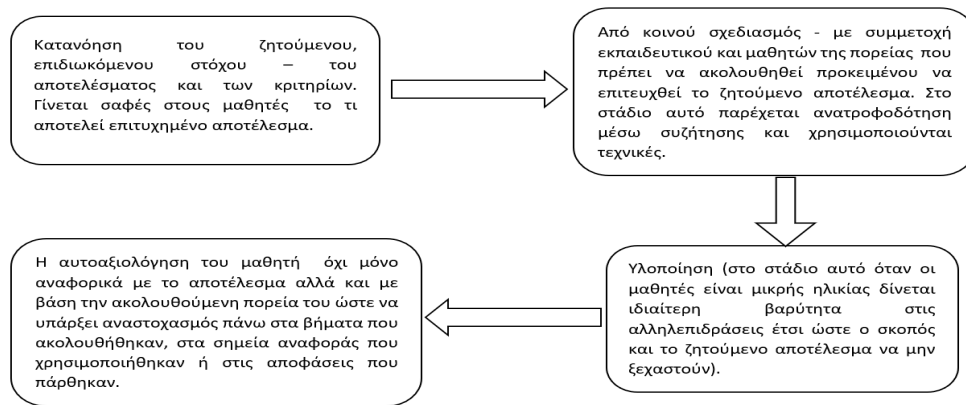 Κατανόηση του ζητούμενου,
επιδιωκόμενου στόχου – του
αποτελέσματος και των κριτηρίων.
Γίνεται σαφές στους μαθητές το τι
αποτελεί επιτυχημένο αποτέλεσμα.
Από κοινού σχεδιασμός - με συμμετοχή
εκπαιδευτικού και μαθητών της πορείας που
πρέπει να ακολουθηθεί προκειμένου να
επιτευχθεί το ζητούμενο αποτέλεσμα. Στο
στάδιο αυτό παρέχεται ανατροφοδότηση
μέσω συζήτησης και χρησιμοποιούνται
τεχνικές.
Υλοποίηση (στο στάδιο αυτό όταν οι
μαθητές είναι μικρής ηλικίας δίνεται
ιδιαίτερη βαρύτητα στις
αλληλεπιδράσεις έτσι ώστε ο σκοπός
και το ζητούμενο αποτέλεσμα να μην
ξεχαστούν).
Η αυτοαξιολόγηση του μαθητή όχι μόνο
αναφορικά με το αποτέλεσμα αλλά και με
βάση την ακολουθούμενη πορεία του ώστε να
υπάρξει αναστοχασμός πάνω στα βήματα που
ακολουθήθηκαν, στα σημεία αναφοράς που
χρησιμοποιήθηκαν ή στις αποφάσεις που
πάρθηκαν.